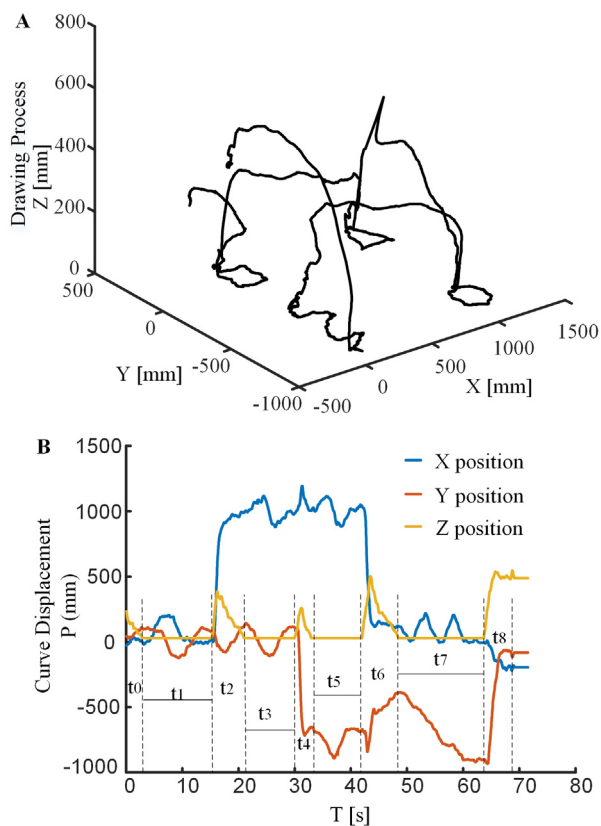 A
800
600
400
200
0
Drawing Process
Z [mm]
500
0
-500
-1000
Y [mm]
-500
0
500
1000
1500
X [mm]
B
1500
1000
500
0
-500
-1000
Curve Displacement
P (mm)
X position
Y position
Z position
t0
t1
t2
t3
t4
t5
t6
t7
t8
0
10
20
30
40
50
60
70
80
T [s]